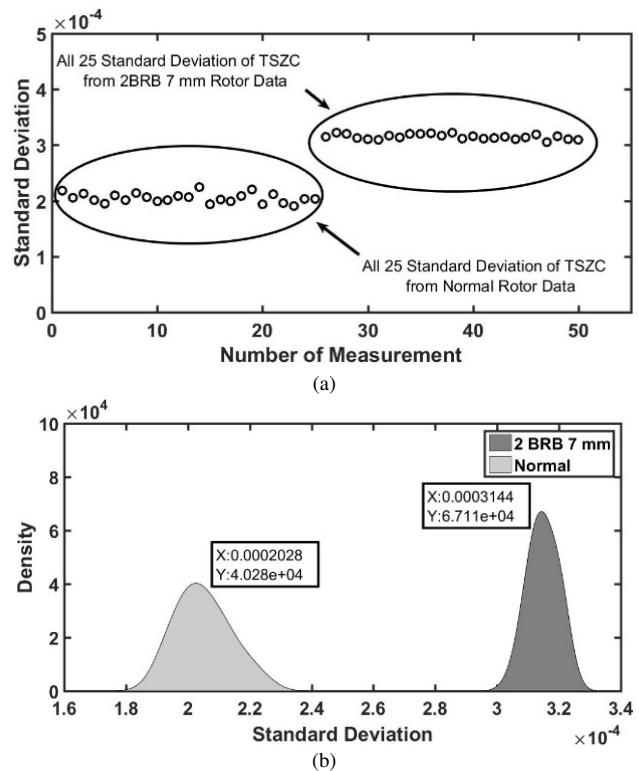 ×10⁻⁴
5
4
3
2
1
0
Standard Deviation
All 25 Standard Deviation of TSZC
from 2BRB 7 mm Rotor Data
All 25 Standard Deviation of TSZC
from Normal Rotor Data
0 10 20 30 40 50
Number of Measurement
(a)
×10⁴
10
8
6
4
2
0
Density
2 BRB 7 mm
Normal
X:0.0003144
Y:6.711e+04
X:0.0002028
Y:4.028e+04
1.6 1.8 2 2.2 2.4 2.6 2.8 3 3.2 3.4
×10⁻⁴
Standard Deviation
(b)